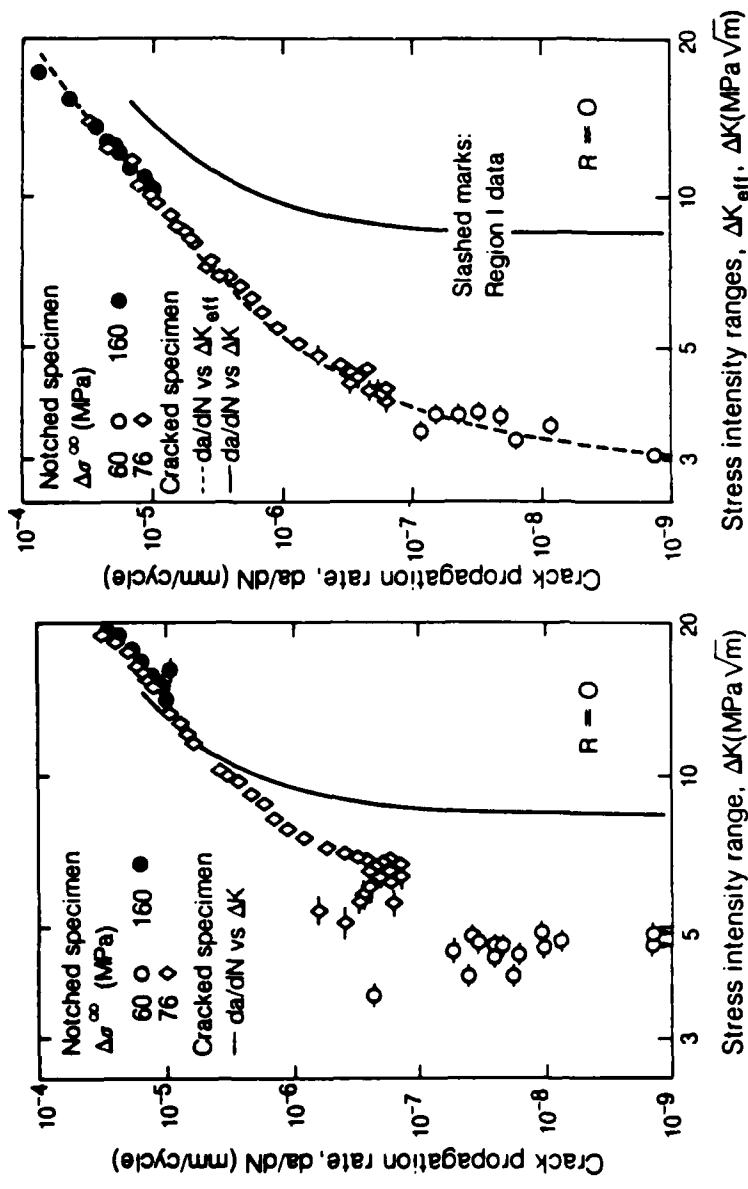 10⁻⁴
10⁻⁵
10⁻⁶
10⁻⁷
10⁻⁸
10⁻⁹
Crack propagation rate, da/dN (mm/cycle)
Notched specimen
Δσ∞ (MPa)
60 ○ 160 ●
76 ◇
Cracked specimen
— da/dN vs ΔK
R = O
3
5
10
20
Stress intensity range, ΔK(MPa √m)
10⁻⁴
10⁻⁵
10⁻⁶
10⁻⁷
10⁻⁸
10⁻⁹
Crack propagation rate, da/dN (mm/cycle)
Notched specimen
Δσ∞ (MPa)
60 ○ 160 ●
76 ◇
Cracked specimen
--- da/dN vs ΔKeff
— da/dN vs ΔK
Slashed marks:
Region I data
R = O
3
5
10
20
Stress intensity ranges, ΔKeff, ΔK(MPa √m)